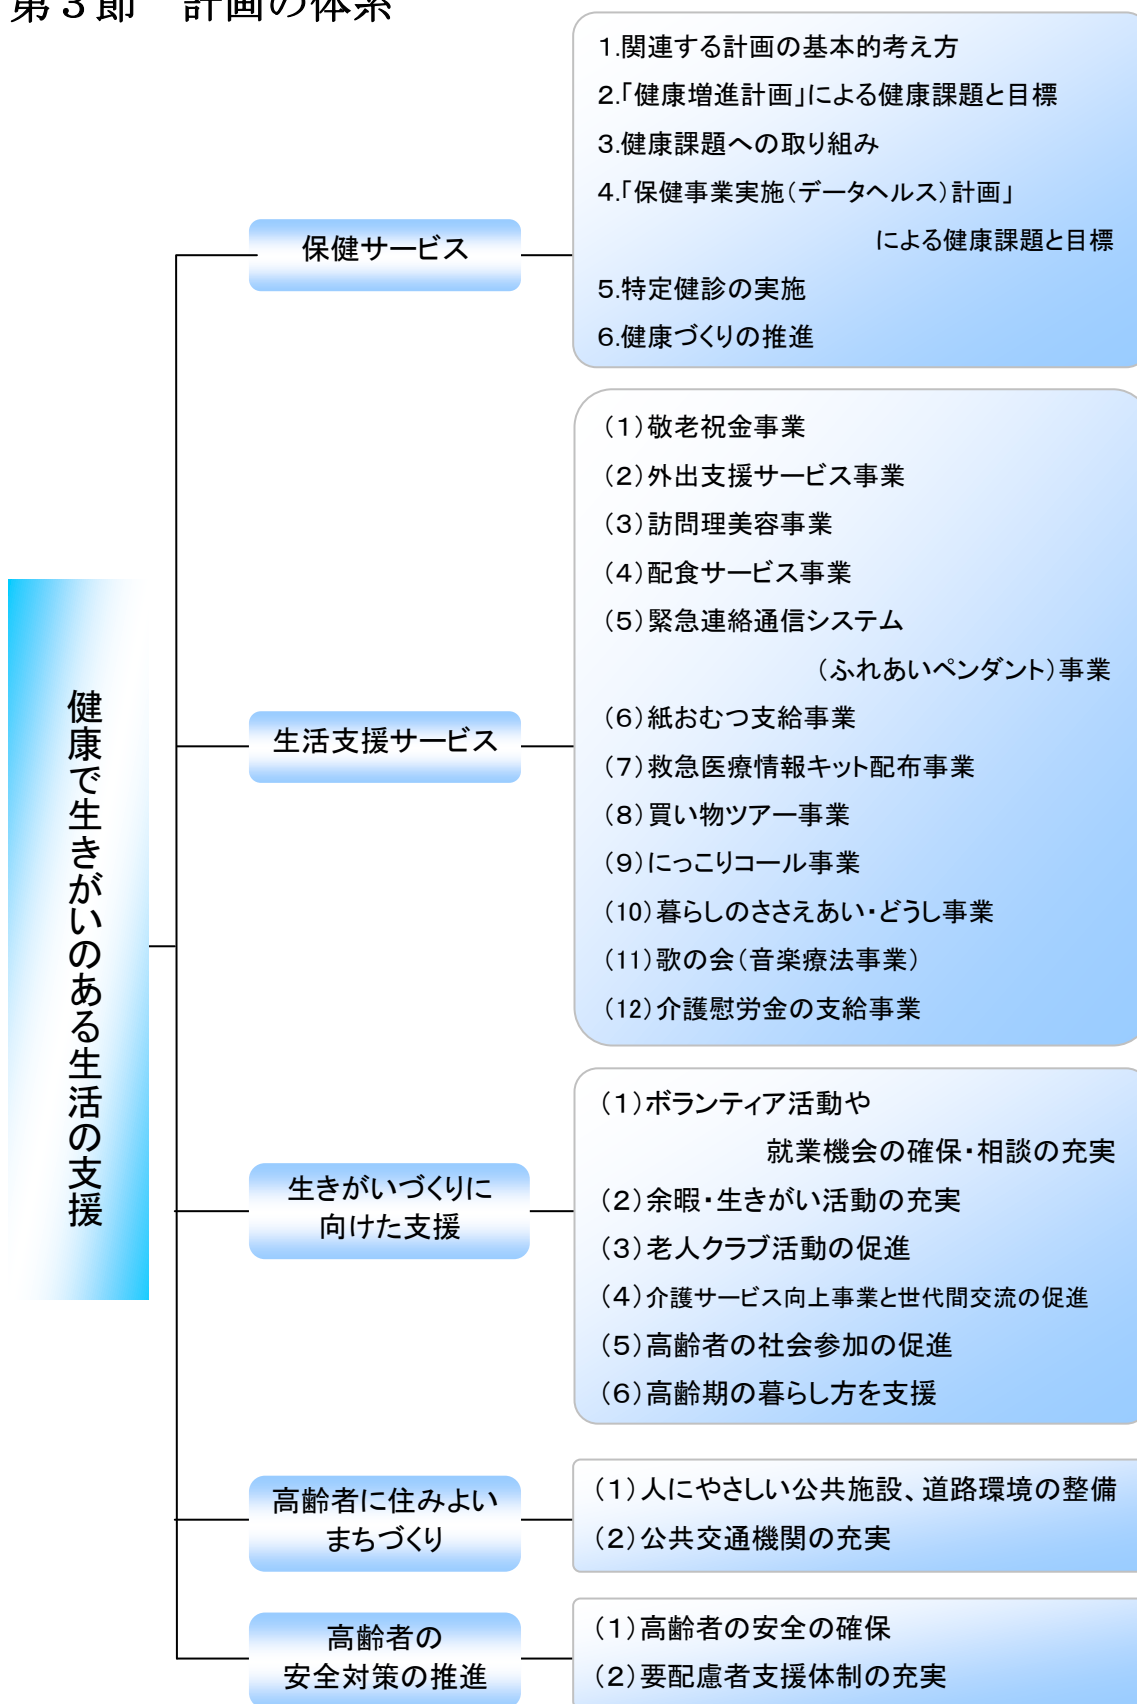 第３節　計画の体系
健康で生きがいのある生活の支援
保健サービス
1.関連する計画の基本的考え方
2.「健康増進計画」による健康課題と目標
3.健康課題への取り組み
4.「保健事業実施(データヘルス)計画」
による健康課題と目標
5.特定健診の実施
6.健康づくりの推進
生活支援サービス
(1)敬老祝金事業
(2)外出支援サービス事業
(3)訪問理美容事業
(4)配食サービス事業
(5)緊急連絡通信システム
(ふれあいペンダント)事業
(6)紙おむつ支給事業
(7)救急医療情報キット配布事業
(8)買い物ツアー事業
(9)にっこりコール事業
(10)暮らしのささえあい・どうし事業
(11)歌の会(音楽療法事業)
(12)介護慰労金の支給事業
生きがいづくりに
向けた支援
(1)ボランティア活動や
就業機会の確保・相談の充実
(2)余暇・生きがい活動の充実
(3)老人クラブ活動の促進
(4)介護サービス向上事業と世代間交流の促進
(5)高齢者の社会参加の促進
(6)高齢期の暮らし方を支援
高齢者に住みよい
まちづくり
(1)人にやさしい公共施設、道路環境の整備
(2)公共交通機関の充実
高齢者の
安全対策の推進
(1)高齢者の安全の確保
(2)要配慮者支援体制の充実